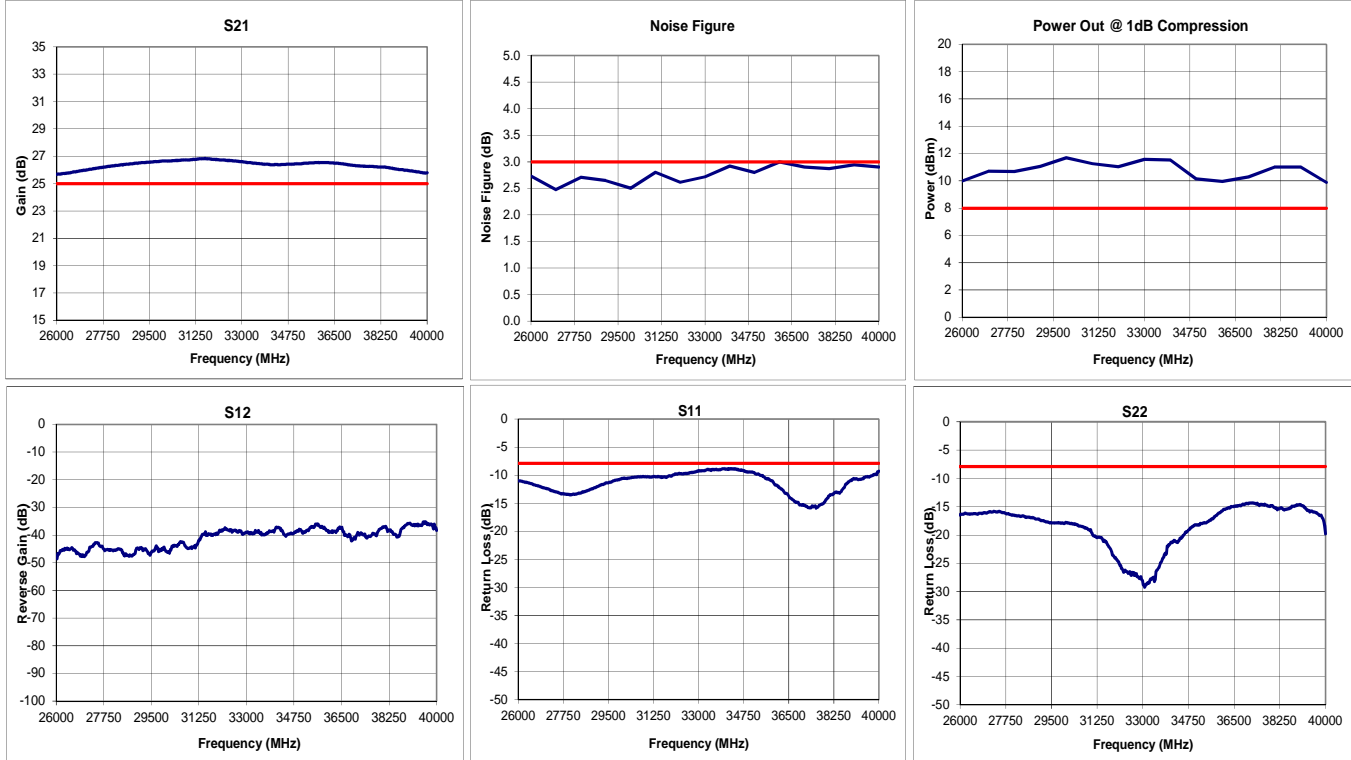 S21
35
33
31
29
27
25
23
21
19
17
15
Gain (dB)
26000 27750 29500 31250 33000 34750 36500 38250 40000
Frequency (MHz)
Noise Figure
5.0
4.5
4.0
3.5
3.0
2.5
2.0
1.5
1.0
0.5
0.0
Noise Figure (dB)
26000 27750 29500 31250 33000 34750 36500 38250 40000
Frequency (MHz)
Power Out @ 1dB Compression
20
18
16
14
12
10
8
6
4
2
0
Power (dBm)
26000 27750 29500 31250 33000 34750 36500 38250 40000
Frequency (MHz)
S12
0
-10
-20
-30
-40
-50
-60
-70
-80
-90
-100
Reverse Gain (dB)
26000 27750 29500 31250 33000 34750 36500 38250 40000
Frequency (MHz)
S11
0
-5
-10
-15
-20
-25
-30
-35
-40
-45
-50
Return Loss (dB)
26000 27750 29500 31250 33000 34750 36500 38250 40000
Frequency (MHz)
S22
0
-5
-10
-15
-20
-25
-30
-35
-40
-45
-50
Return Loss (dB)
26000 27750 29500 31250 33000 34750 36500 38250 40000
Frequency (MHz)